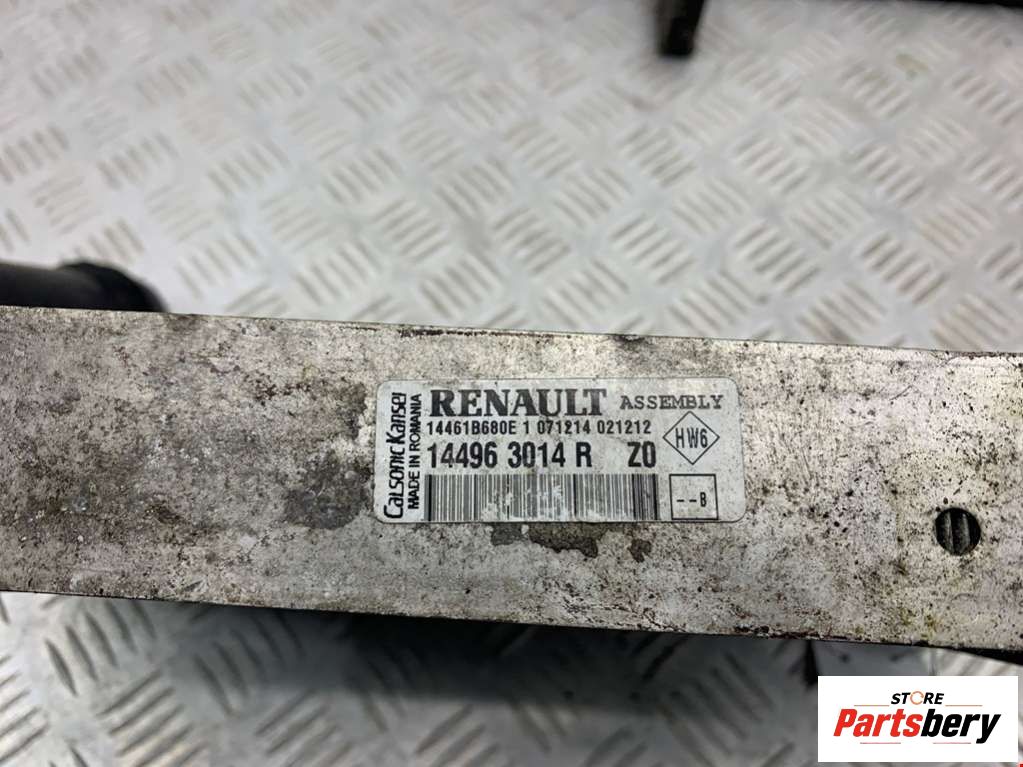 RENAULT ASSEMBLY
14461B680E 1 071214 021212
14496 3014 R Z0
HW6
--B
Calsonic Kansei
MADE IN ROMANIA
STORE
Partsbery